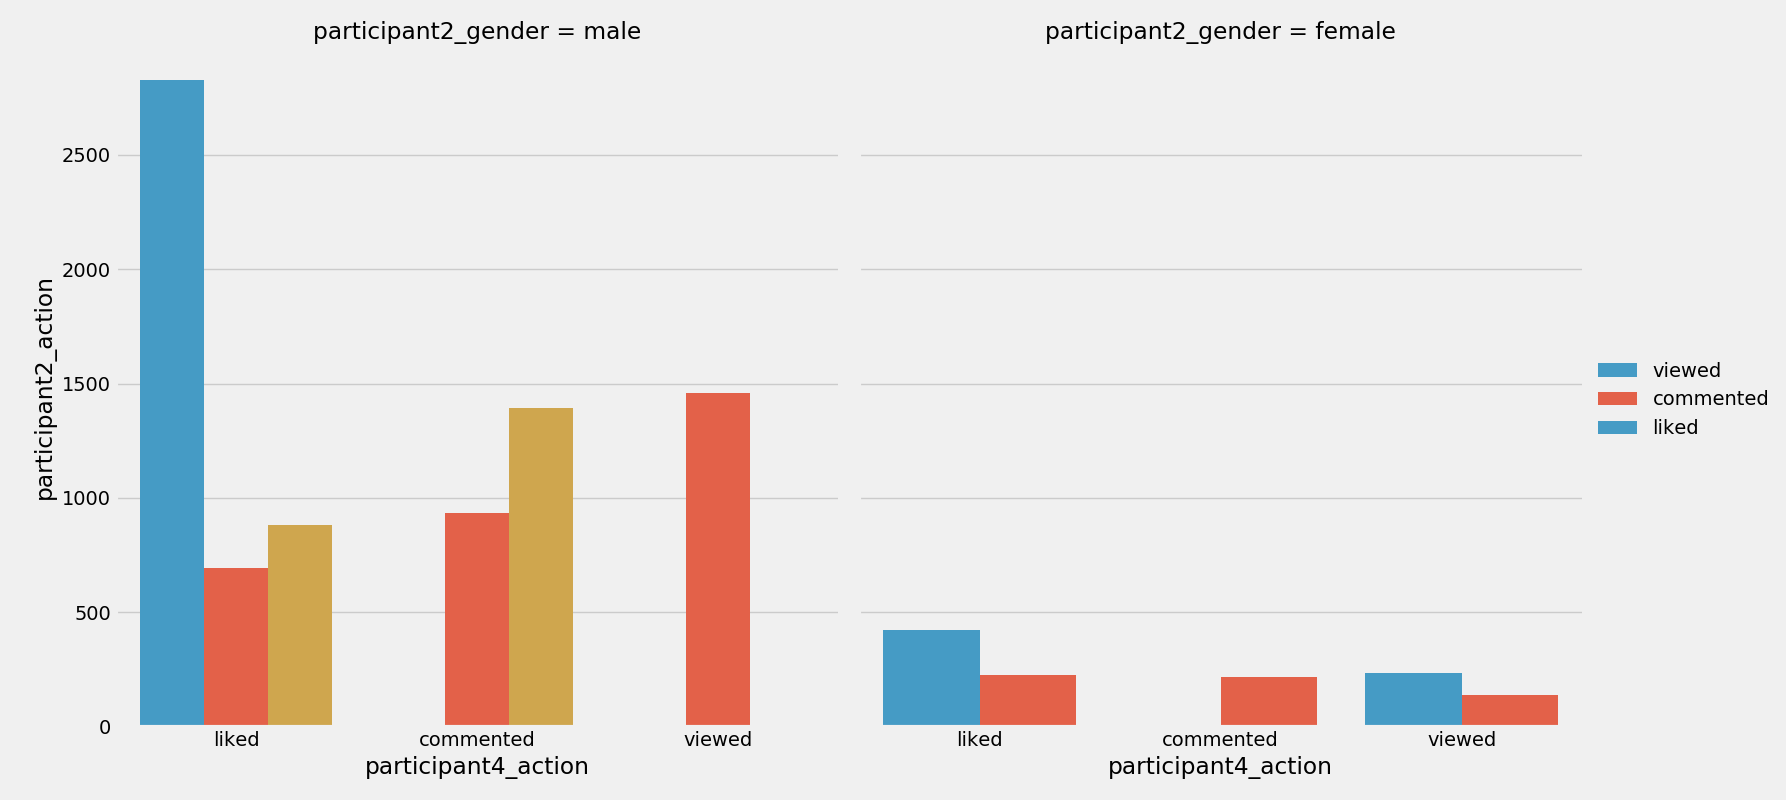 participant2_gender = male
participant2_gender = female
participant2_action
2500
2000
1500
1000
500
0
liked
commented
viewed
participant4_action
liked
commented
viewed
participant4_action
viewed
commented
liked